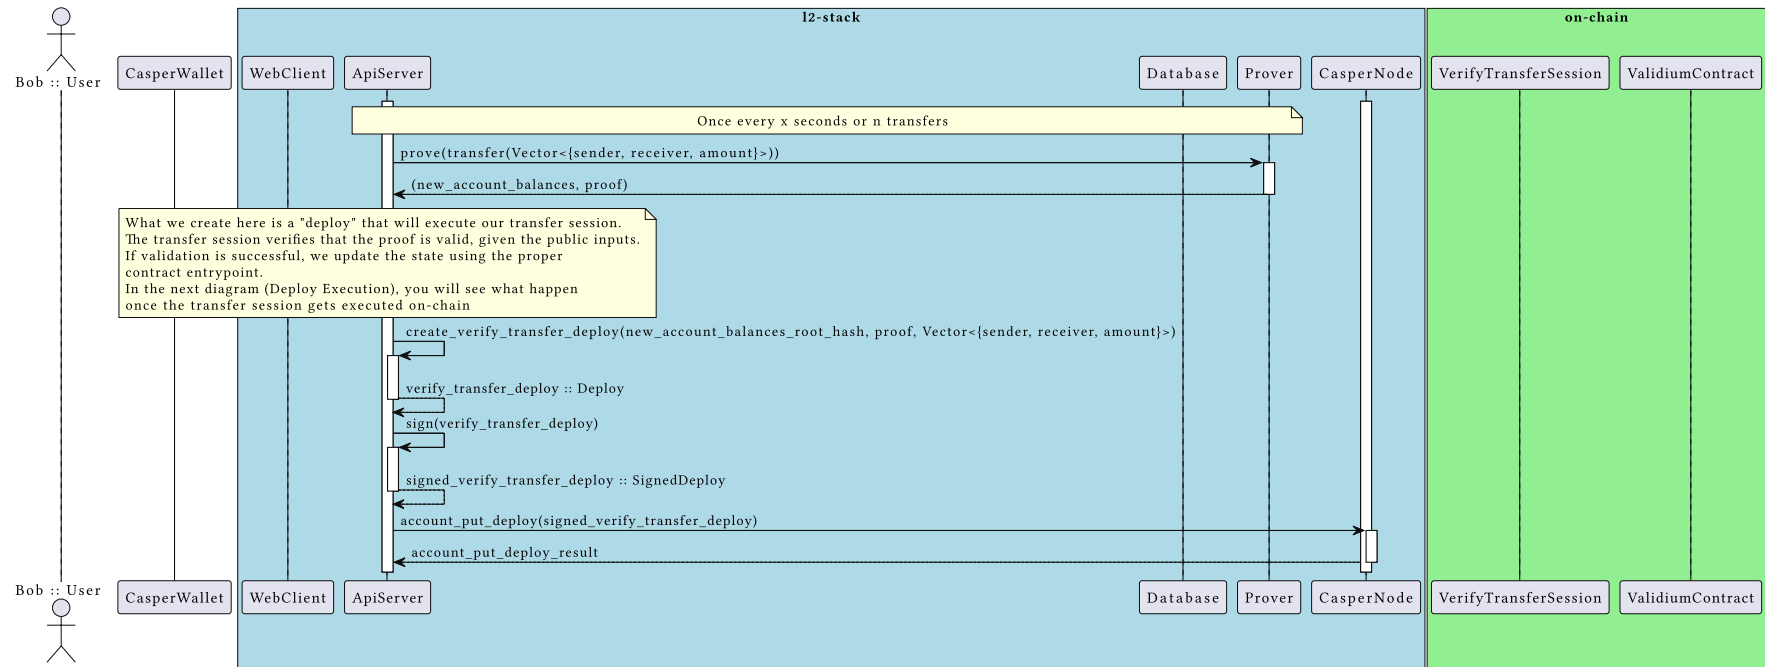 l2-stack
on-chain
Bob :: User
CasperWallet
WebClient
ApiServer
Database
Prover
CasperNode
VerifyTransferSession
ValidiumContract
Once every x seconds or n transfers
prove(transfer(Vector<{sender, receiver, amount}>))
(new_account_balances, proof)
What we create here is a "deploy" that will execute our transfer session.
The transfer session verifies that the proof is valid, given the public inputs.
If validation is successful, we update the state using the proper
contract entrypoint.
In the next diagram (Deploy Execution), you will see what happen
once the transfer session gets executed on-chain
create_verify_transfer_deploy(new_account_balances_root_hash, proof, Vector<{sender, receiver, amount}>)
verify_transfer_deploy :: Deploy
sign(verify_transfer_deploy)
signed_verify_transfer_deploy :: SignedDeploy
account_put_deploy(signed_verify_transfer_deploy)
account_put_deploy_result
Bob :: User
CasperWallet
WebClient
ApiServer
Database
Prover
CasperNode
VerifyTransferSession
ValidiumContract